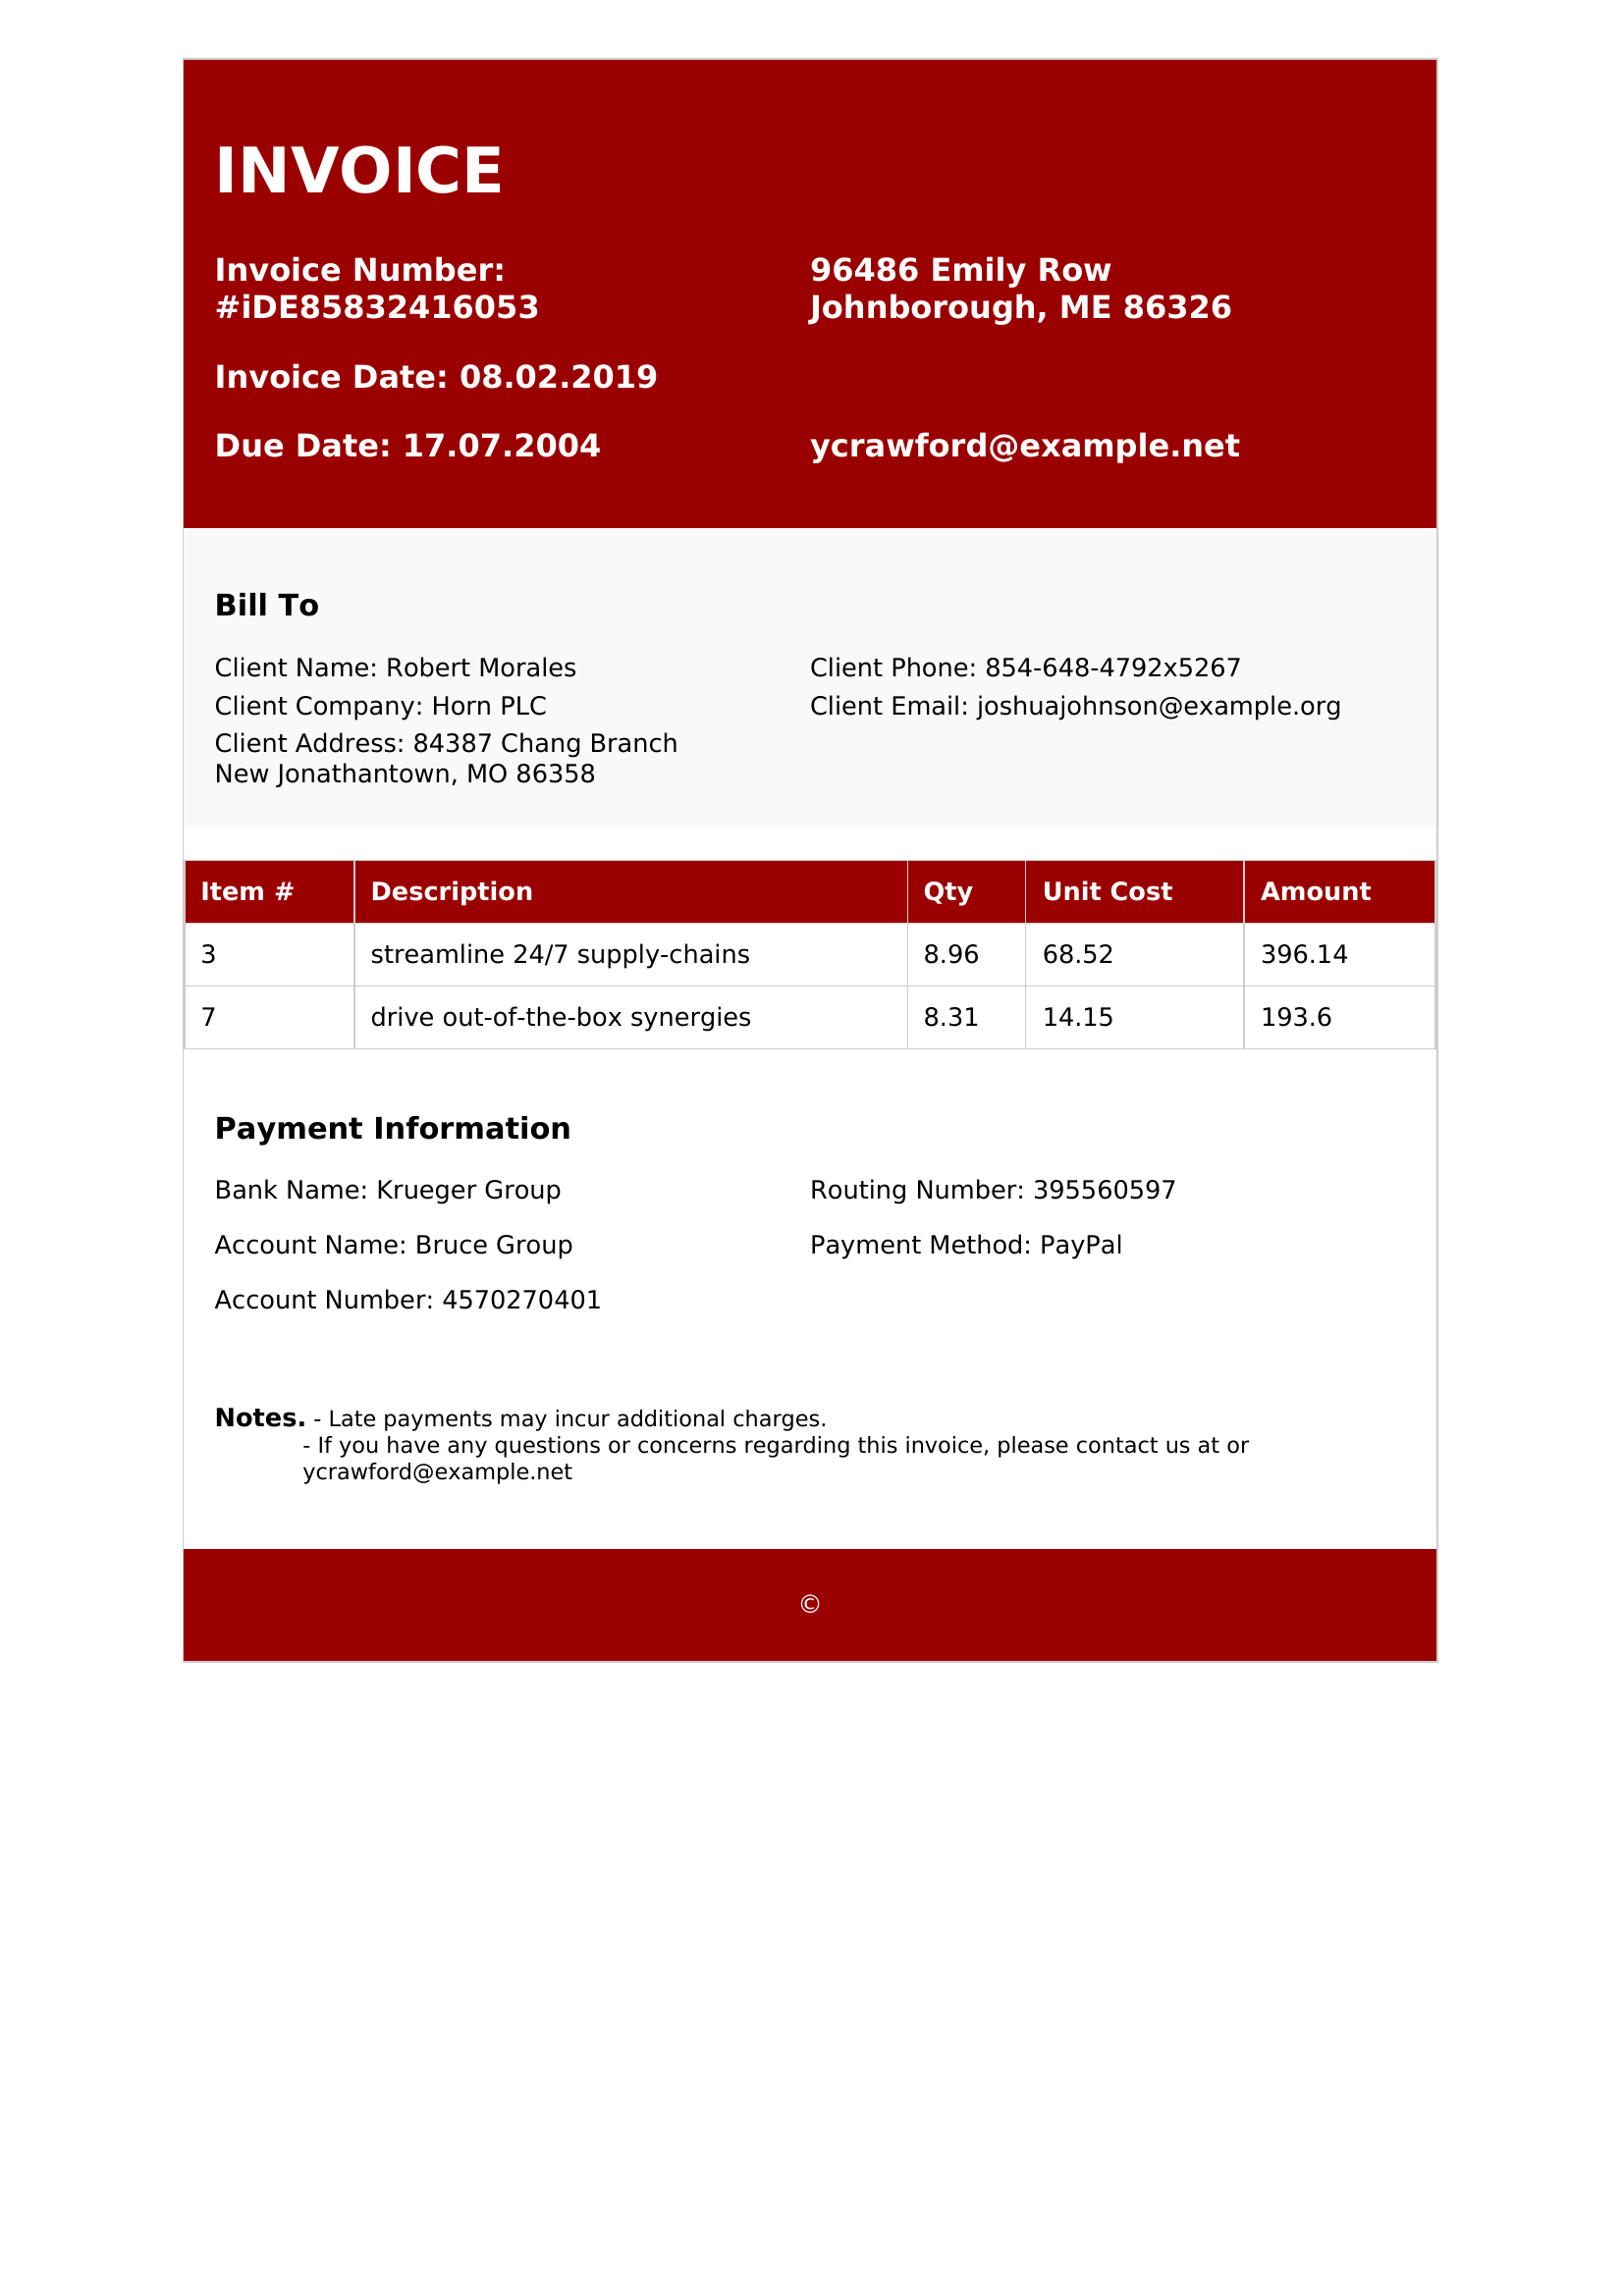 INVOICE
Invoice Number:
#iDE85832416053
Invoice Date: 08.02.2019
Due Date: 17.07.2004
96486 Emily Row
Johnborough, ME 86326
ycrawford@example.net
Bill To
Client Name: Robert Morales
Client Company: Horn PLC
Client Address: 84387 Chang Branch
New Jonathantown, MO 86358
Client Phone: 854-648-4792x5267
Client Email: joshuajohnson@example.org
Item # Description Qty Unit Cost Amount
3 streamline 24/7 supply-chains 8.96 68.52 396.14
7 drive out-of-the-box synergies 8.31 14.15 193.6
Payment Information
Bank Name: Krueger Group
Account Name: Bruce Group
Account Number: 4570270401
Routing Number: 395560597
Payment Method: PayPal
Notes. - Late payments may incur additional charges.
- If you have any questions or concerns regarding this invoice, please contact us at or
ycrawford@example.net
©